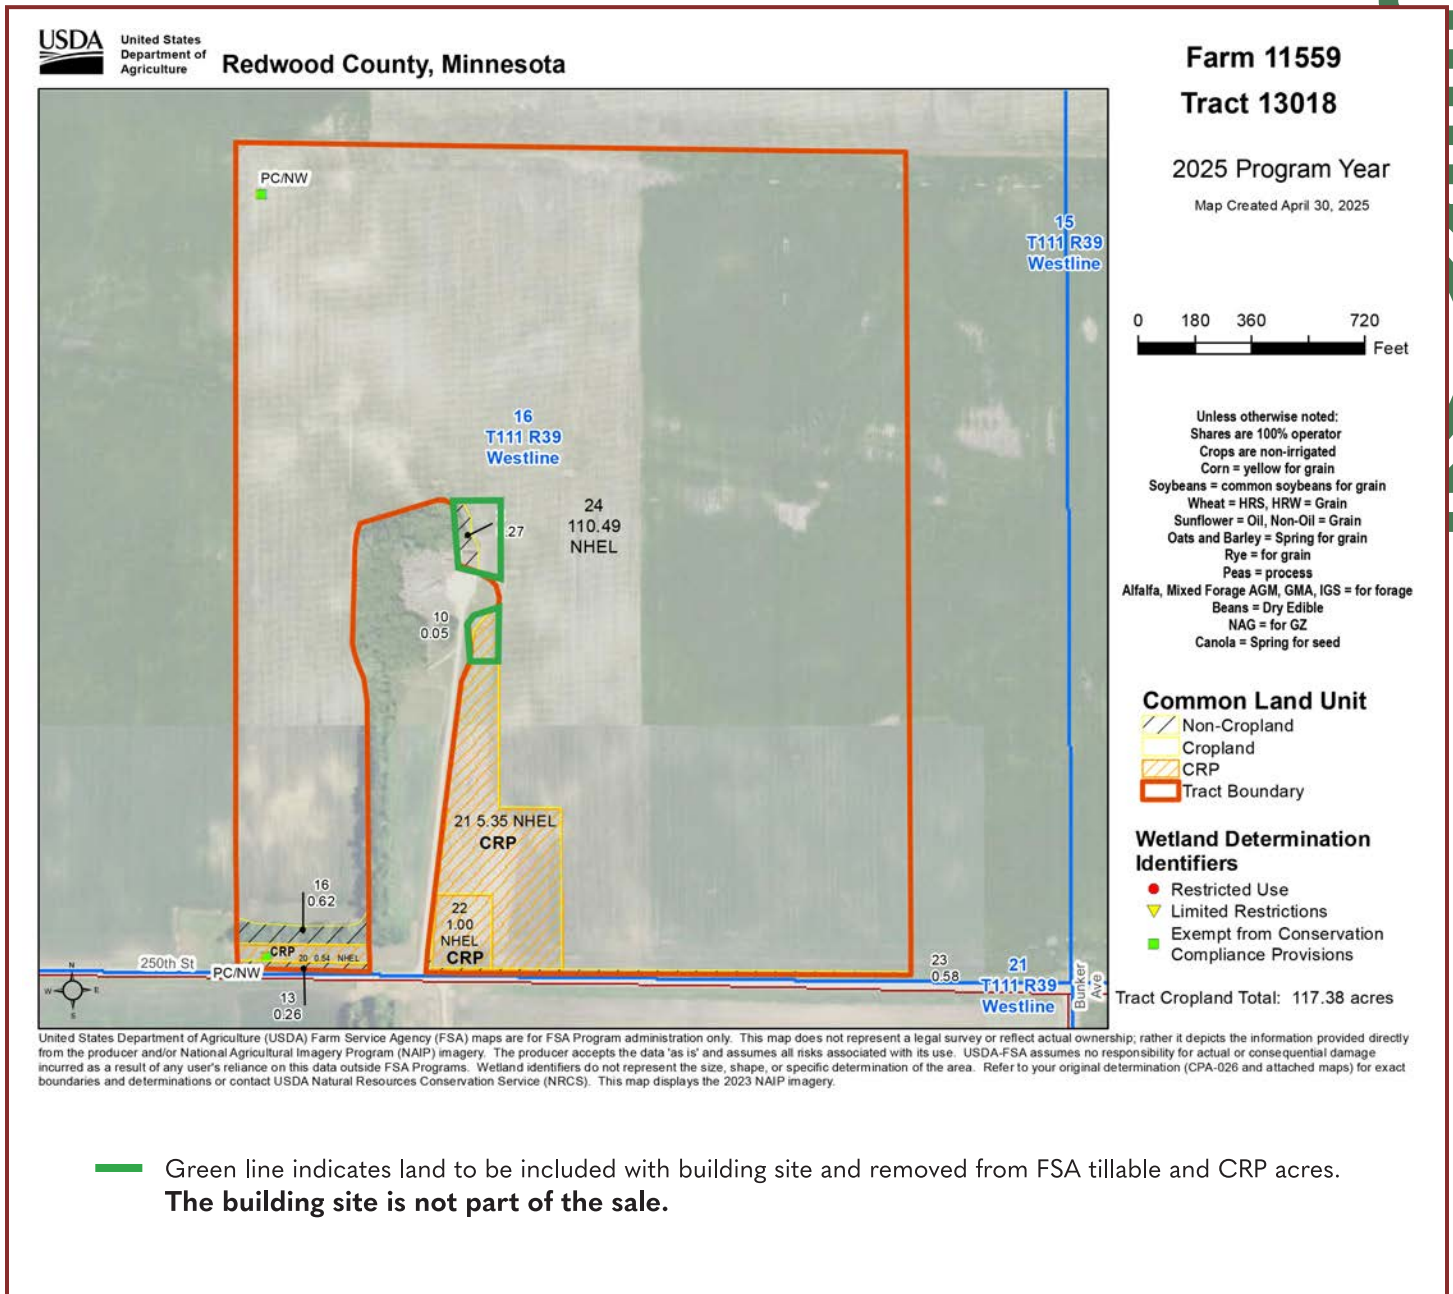 USDA
United States
Department of
Agriculture
Redwood County, Minnesota
Farm 11559
Tract 13018
2025 Program Year
Map Created April 30, 2025
PC/NW
15
T111 R39
Westline
0 180 360 720
Feet
16
T111 R39
Westline
24
110.49
NHEL
.27
10
0.05
21 5.35 NHEL
CRP
22
1.00
NHEL
CRP
16
0.62
CRP
20 0.54 NHEL
250th St
PC/NW
13
0.26
23
0.58
21
T111 R39
Westline
Bunker
Ave
N
W E
S
Unless otherwise noted:
Shares are 100% operator
Crops are non-irrigated
Corn = yellow for grain
Soybeans = common soybeans for grain
Wheat = HRS, HRW = Grain
Sunflower = Oil, Non-Oil = Grain
Oats and Barley = Spring for grain
Rye = for grain
Peas = process
Alfalfa, Mixed Forage AGM, GMA, IGS = for forage
Beans = Dry Edible
NAG = for GZ
Canola = Spring for seed
Common Land Unit
Non-Cropland
Cropland
CRP
Tract Boundary
Wetland Determination
Identifiers
Restricted Use
Limited Restrictions
Exempt from Conservation
Compliance Provisions
Tract Cropland Total: 117.38 acres
United States Department of Agriculture (USDA) Farm Service Agency (FSA) maps are for FSA Program administration only. This map does not represent a legal survey or reflect actual ownership; rather it depicts the information provided directly
from the producer and/or National Agricultural Imagery Program (NAIP) imagery. The producer accepts the data 'as is' and assumes all risks associated with its use. USDA-FSA assumes no responsibility for actual or consequential damage
incurred as a result of any user's reliance on this data outside FSA Programs. Wetland identifiers do not represent the size, shape, or specific determination of the area. Refer to your original determination (CPA-026 and attached maps) for exact
boundaries and determinations or contact USDA Natural Resources Conservation Service (NRCS). This map displays the 2023 NAIP imagery.
Green line indicates land to be included with building site and removed from FSA tillable and CRP acres.
The building site is not part of the sale.